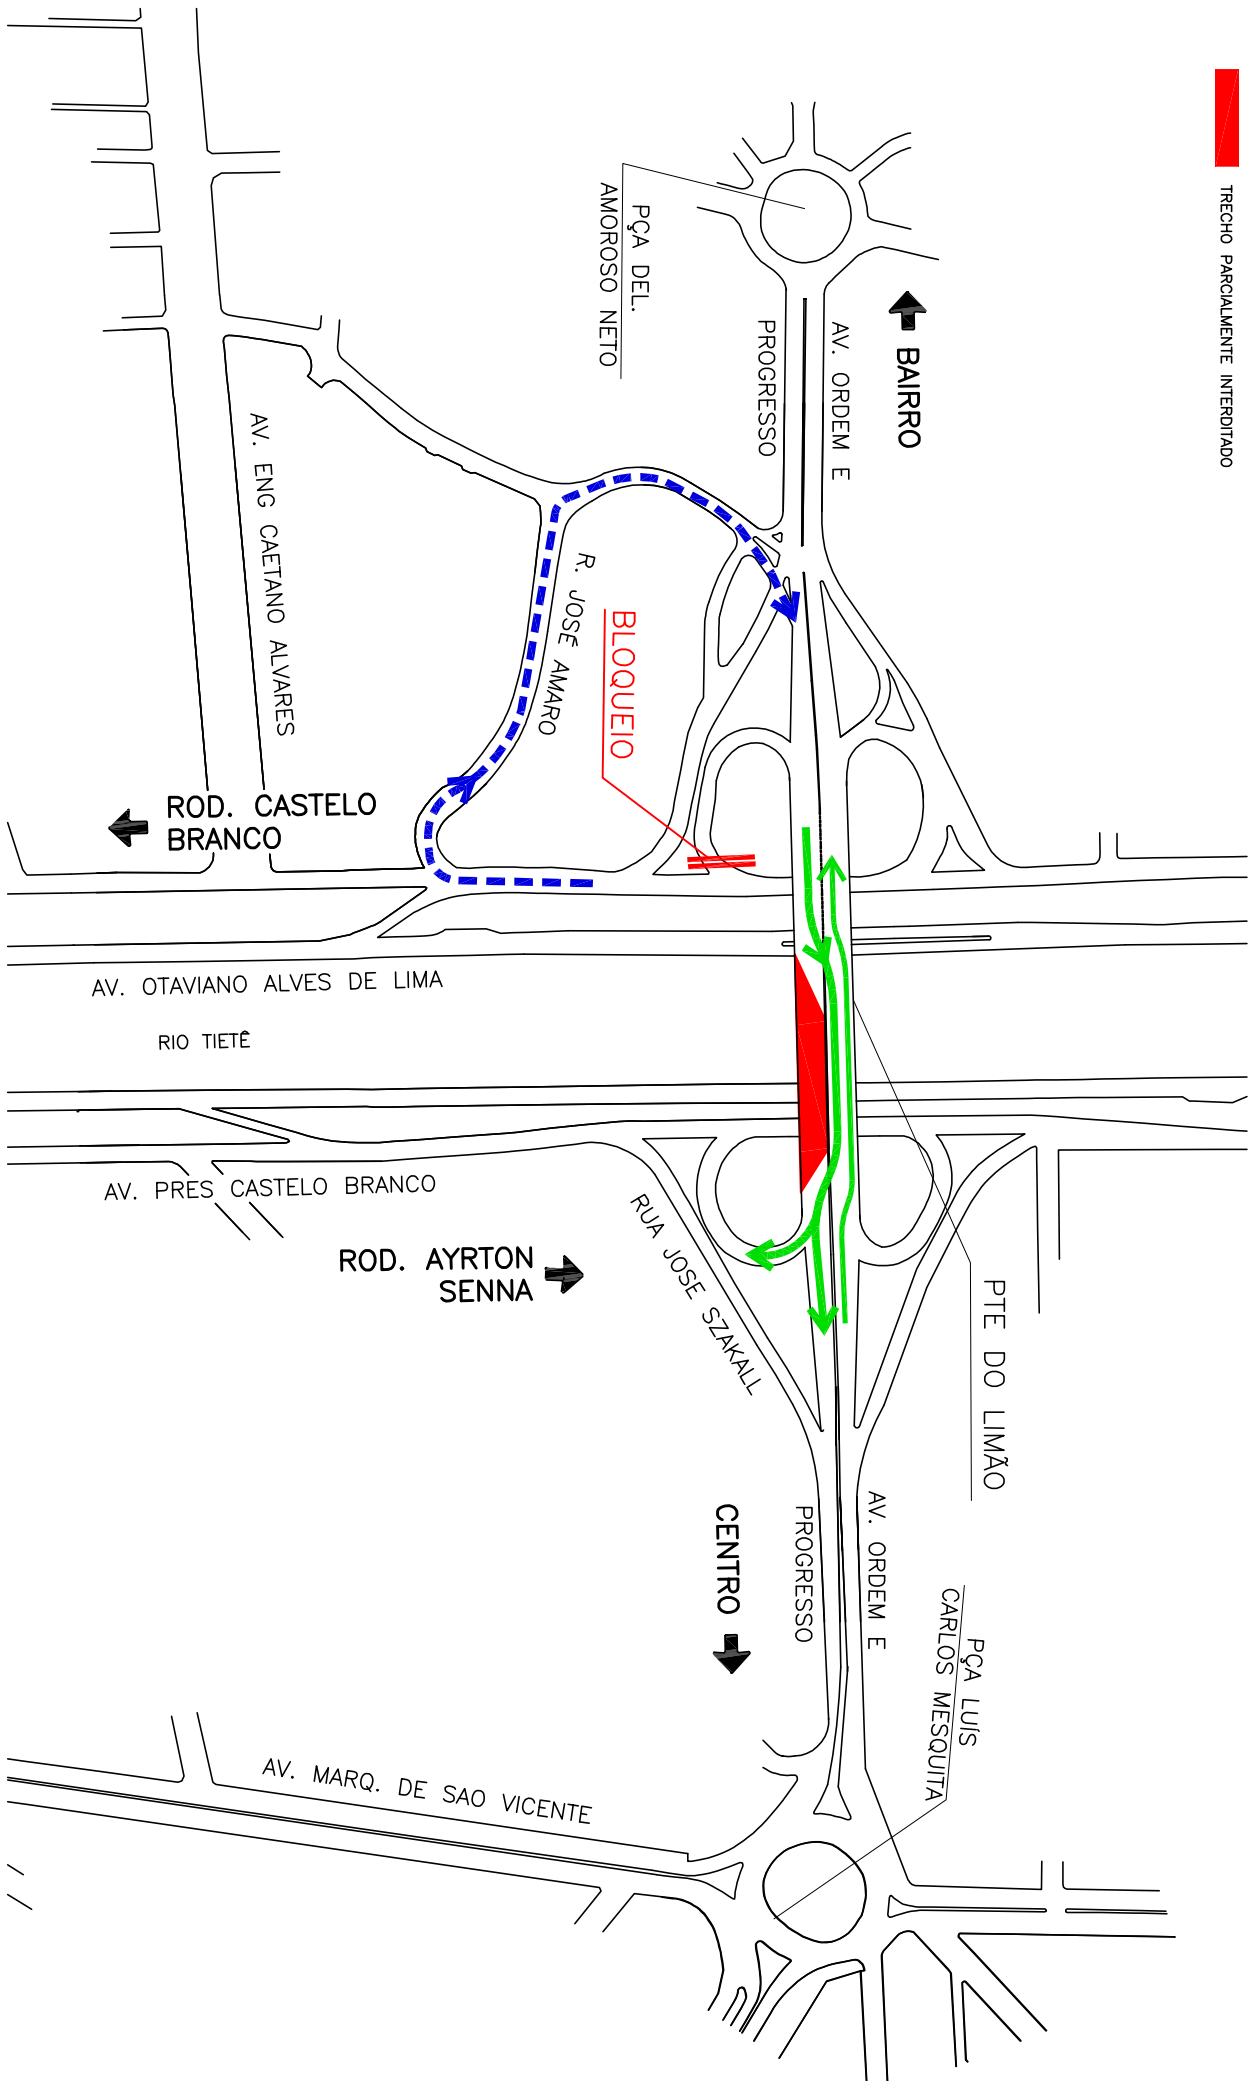 TRECHO PARCIALMENTE INTERDITADO
BAIRRO
AV. ORDEM E
PROGRESSO
PÇA DEL.
AMOROSO NETO
AV. ENG CAETANO ALVARES
R. JOSÉ AMARO
BLOQUEIO
ROD. CASTELO
BRANCO
AV. OTAVIANO ALVES DE LIMA
RIO TIETÊ
AV. PRES CASTELO BRANCO
ROD. AYRTON
SENNA
RUA JOSE SZAKALL
PTE DO LIMÃO
AV. ORDEM E
PROGRESSO
CENTRO
PÇA LUÍS
CARLOS MESQUITA
AV. MARQ. DE SAO VICENTE